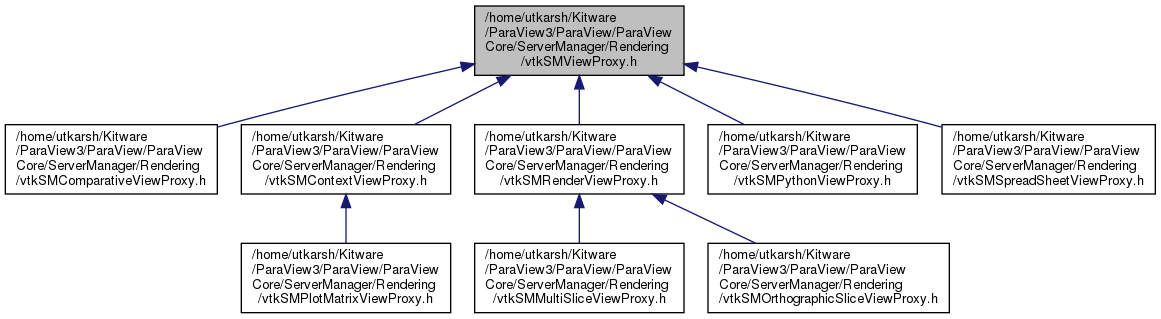 /home/utkarsh/Kitware
/ParaView3/ParaView/ParaView
Core/ServerManager/Rendering
/vtkSMViewProxy.h
/home/utkarsh/Kitware
/ParaView3/ParaView/ParaView
Core/ServerManager/Rendering
/vtkSMComparativeViewProxy.h
/home/utkarsh/Kitware
/ParaView3/ParaView/ParaView
Core/ServerManager/Rendering
/vtkSMContextViewProxy.h
/home/utkarsh/Kitware
/ParaView3/ParaView/ParaView
Core/ServerManager/Rendering
/vtkSMRenderViewProxy.h
/home/utkarsh/Kitware
/ParaView3/ParaView/ParaView
Core/ServerManager/Rendering
/vtkSMPythonViewProxy.h
/home/utkarsh/Kitware
/ParaView3/ParaView/ParaView
Core/ServerManager/Rendering
/vtkSMSpreadSheetViewProxy.h
/home/utkarsh/Kitware
/ParaView3/ParaView/ParaView
Core/ServerManager/Rendering
/vtkSMPlotMatrixViewProxy.h
/home/utkarsh/Kitware
/ParaView3/ParaView/ParaView
Core/ServerManager/Rendering
/vtkSMMultiSliceViewProxy.h
/home/utkarsh/Kitware
/ParaView3/ParaView/ParaView
Core/ServerManager/Rendering
/vtkSMOrthographicSliceViewProxy.h